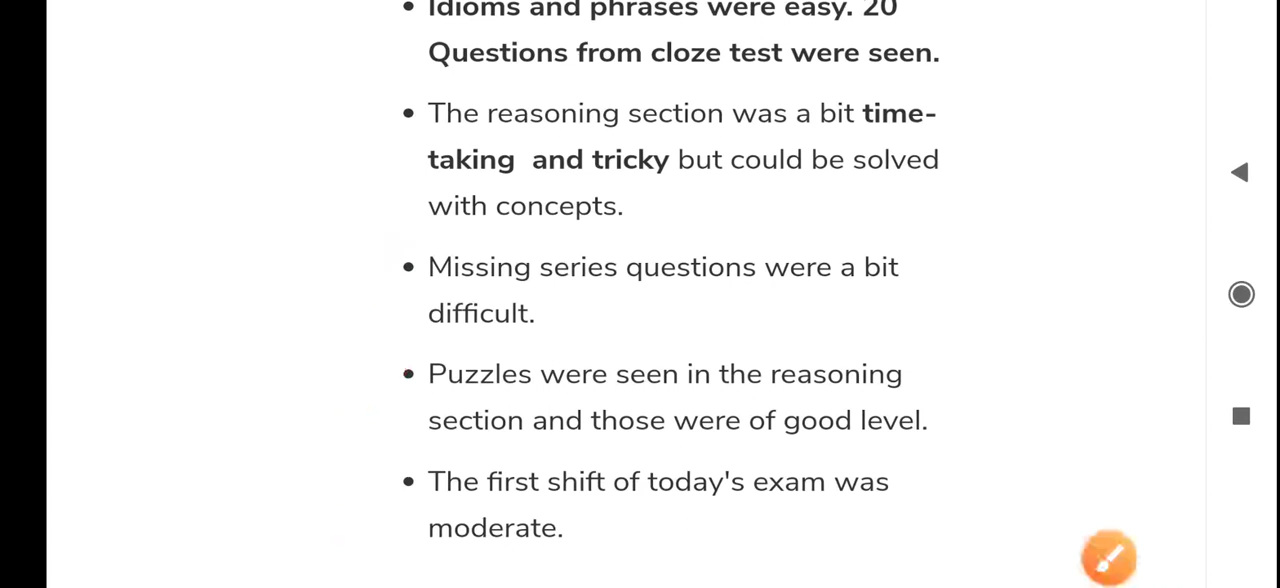 Idioms and phrases were easy. 20
Questions from cloze test were seen.
The reasoning section was a bit time-
taking and tricky but could be solved
with concepts.
Missing series questions were a bit
difficult.
Puzzles were seen in the reasoning
section and those were of good level.
The first shift of today's exam was
moderate.